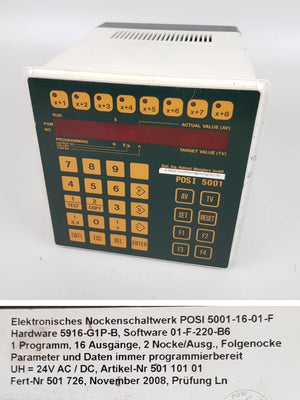 x+1 x+2 x+3 x+4 x+5 x+6 x+7 x+8
RUN S ACTUAL VALUE (AV)
PGM
NO
PROGRAMMING
TARGET VALUE (TV)
POSI 5001
7 8 9
4 5 6
1 2 3
TEST COPY
0
CNTL ESC DEL ENTER
AV TV
SET RESET
F1 F2
F3 F4
Elektronisches Nockenschaltwerk POSI 5001-16-01-F
Hardware 5916-G1P-B, Software 01-F-220-B6
1 Programm, 16 Ausgänge, 2 Nocke/Ausg., Folgenocke
Parameter und Daten immer programmierbereit
UH = 24V AC / DC, Artikel-Nr 501 101 01
Fert-Nr 501 726, November 2008, Prüfung Ln